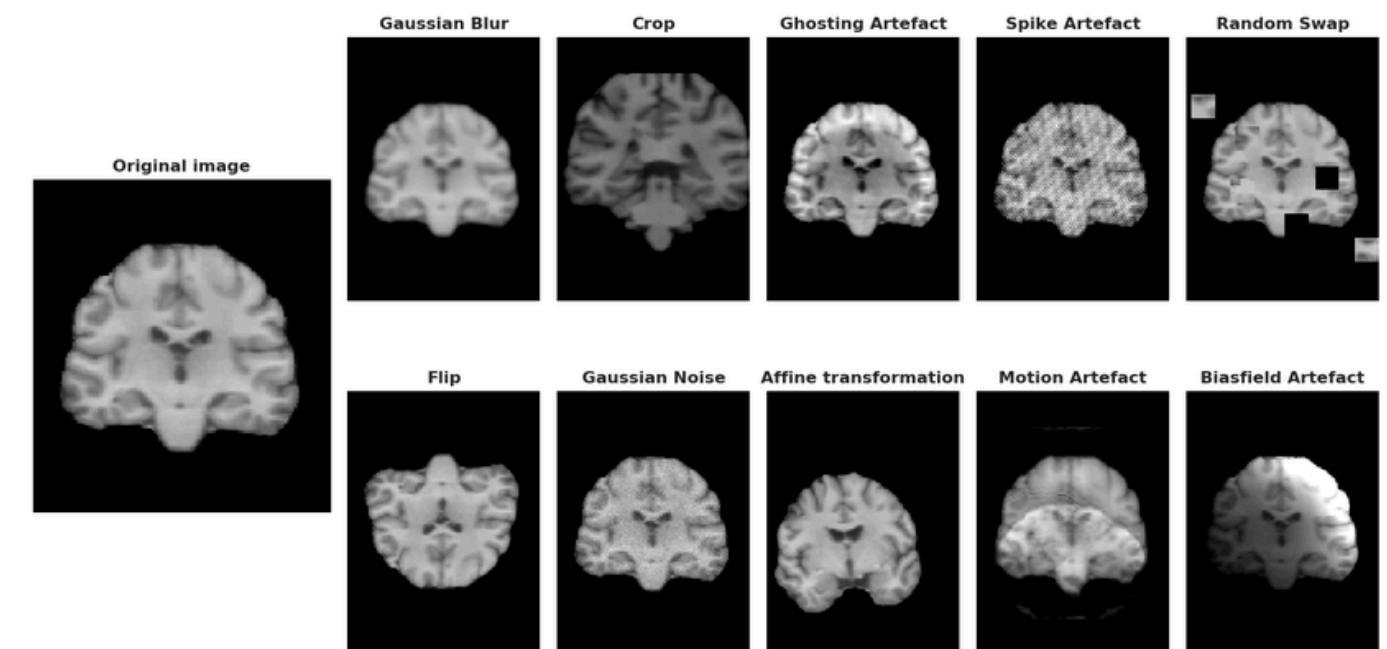 Gaussian Blur
Crop
Ghosting Artefact
Spike Artefact
Random Swap
Original image
Flip
Gaussian Noise
Affine transformation
Motion Artefact
Biasfield Artefact